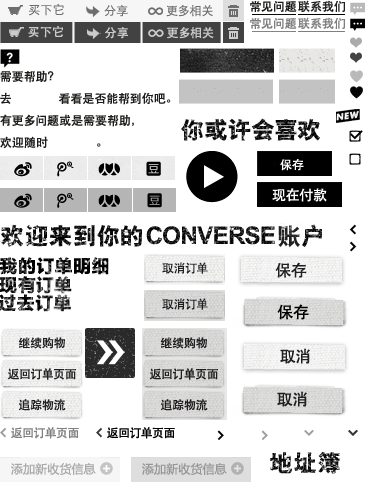 买下它 分享 更多相关 常见问题 联系我们
买下它 分享 更多相关 常见问题 联系我们
?
需要帮助?
去 看看是否能帮到你吧。
有更多问题或是需要帮助,
欢迎随时 。
你或许会喜欢
NEW
豆
豆
保存
现在付款
欢迎来到你的CONVERSE账户
我的订单明细
现有订单
过去订单
取消订单
保存
取消订单
保存
继续购物
继续购物
取消
返回订单页面
返回订单页面
追踪物流
追踪物流
取消
返回订单页面
返回订单页面
添加新收货信息
添加新收货信息
地址簿